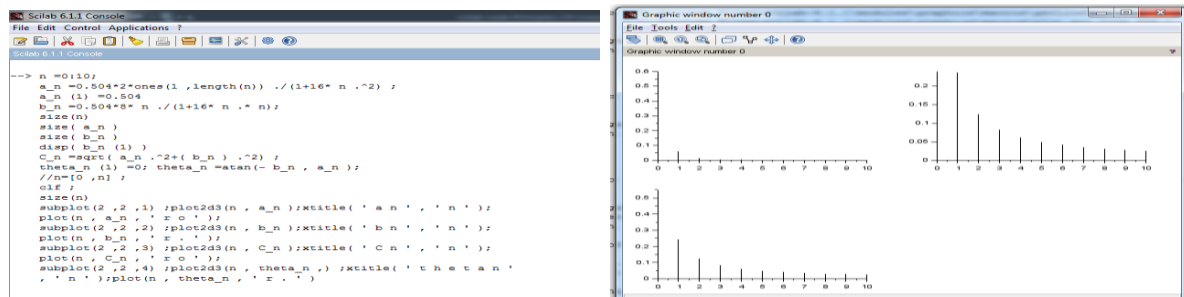 Scilab 6.1.1 Console
File Edit Control Applications ?
Scilab 6.1.1 Console
--> n =0:10;
a_n =0.504*2*ones(1 ,length(n)) ./(1+16* n .^2) ;
a_n (1) =0.504
b_n =0.504*8* n ./(1+16* n .* n);
size(n)
size( a_n )
size( b_n )
disp( b_n (1) )
C_n =sqrt( a_n .^2+( b_n ) .^2) ;
theta_n (1) =0; theta_n =atan(- b_n , a_n );
//n=[0 ,n] ;
clf ;
size(n)
subplot(2 ,2 ,1) ;plot2d3(n , a_n );xtitle( ' a n ' , ' n ' );
plot(n , a_n , ' r o ' );
subplot(2 ,2 ,2) ;plot2d3(n , b_n );xtitle( ' b n ' , ' n ' );
plot(n , b_n , ' r . ' );
subplot(2 ,2 ,3) ;plot2d3(n , C_n );xtitle( ' C n ' , ' n ' );
plot(n , C_n , ' r o ' );
subplot(2 ,2 ,4) ;plot2d3(n , theta_n ,) ;xtitle( ' t h e t a n '
, ' n ' );plot(n , theta_n , ' r . ' )
Graphic window number 0
File Tools Edit ?
Graphic window number 0
0.6
0.5
0.4
0.3
0.2
0.1
0
0 1 2 3 4 5 6 7 8 9 10
0.2
0.15
0.1
0.05
0
0 1 2 3 4 5 6 7 8 9 10
0.6
0.4
0.3
0.2
0.1
0
0 1 2 3 4 5 6 7 8 9 10